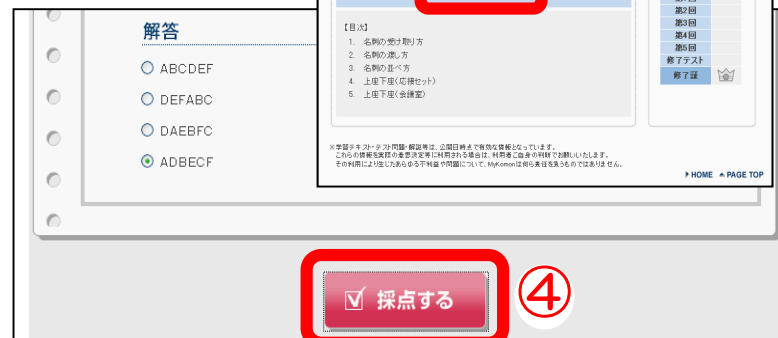 解答
ABCDEF
DEFABC
DAEBFC
ADBECF
【目次】
1. 名刺の受け取り方
2. 名刺の渡し方
3. 名刺の並べ方
4. 上座下座(応接セット)
5. 上座下座(会議室)
第2回
第3回
第4回
第5回
修了テスト
修了証
※学習テキスト・テスト問題・解説等は、公開日時点で有効な情報となっています。
これらの情報を実際の意思決定等に利用される場合は、利用者ご自身の判断でお願いいたします。
その利用により生じたあらゆる不利益や問題について、MyKomonは何ら責任を負うものではありません。
HOME PAGE TOP
採点する
④